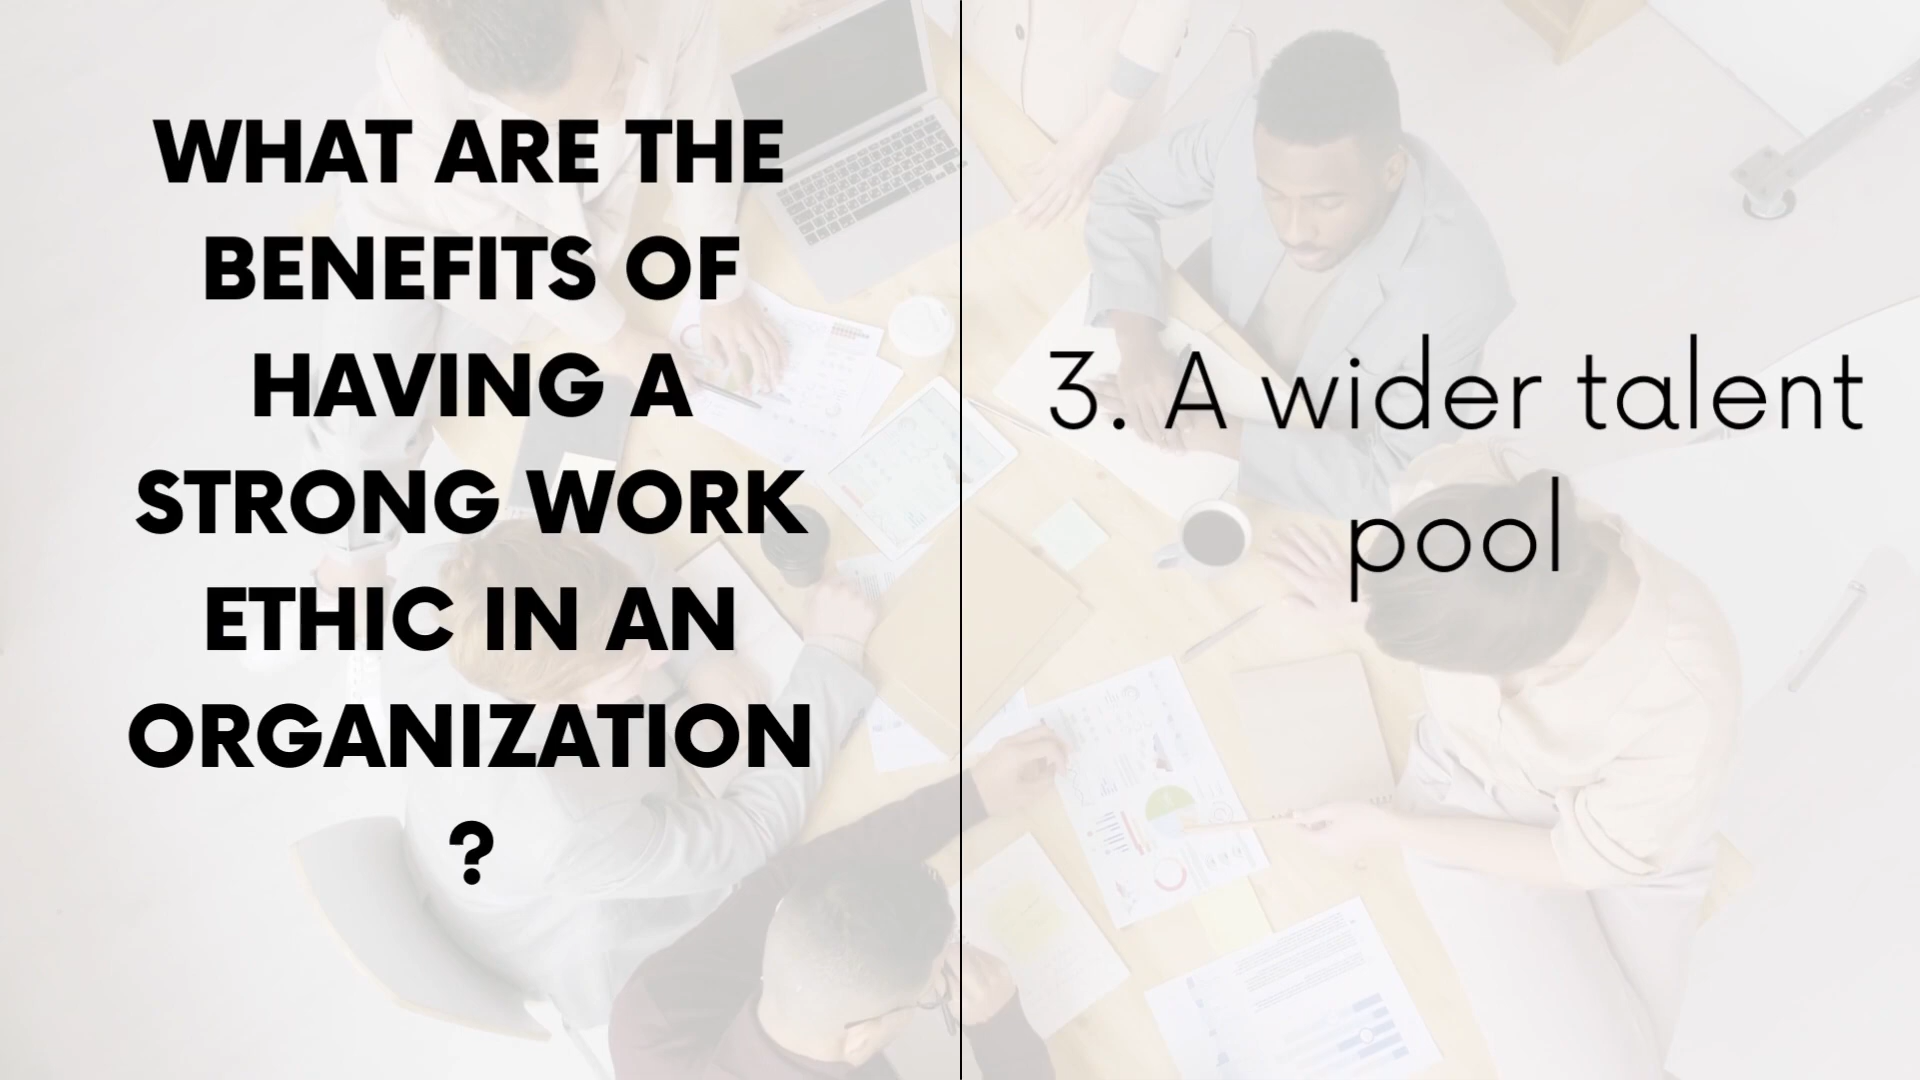 WHAT ARE THE
BENEFITS OF
HAVING A
STRONG WORK
ETHIC IN AN
ORGANIZATION
?
3. A wider talent
pool